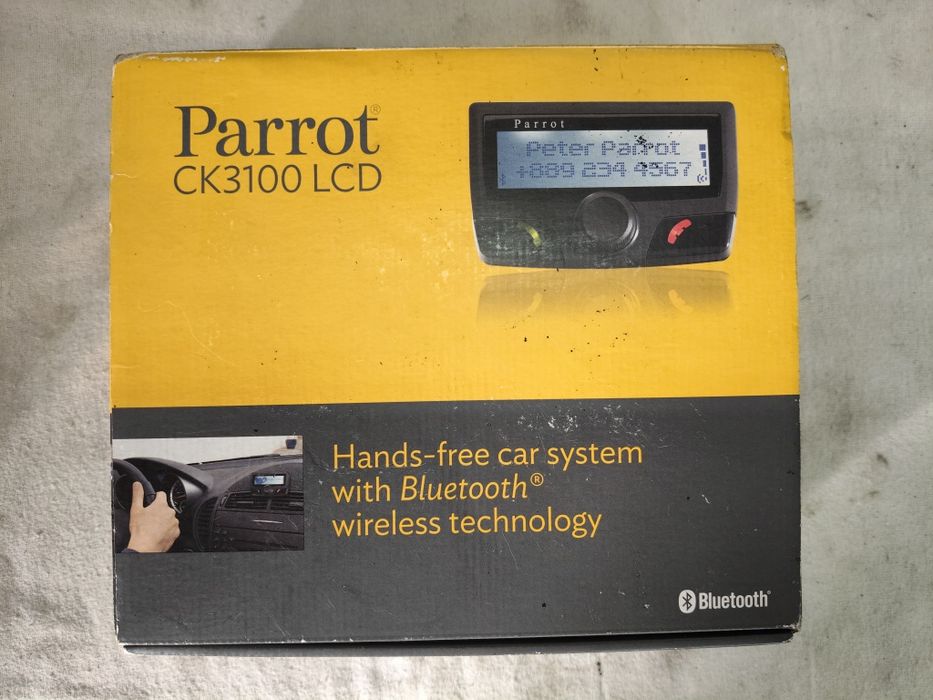 Parrot®
CK3100 LCD
Parrot
Peter Parrot
+889 234 4567
Hands-free car system
with Bluetooth®
wireless technology
Bluetooth®